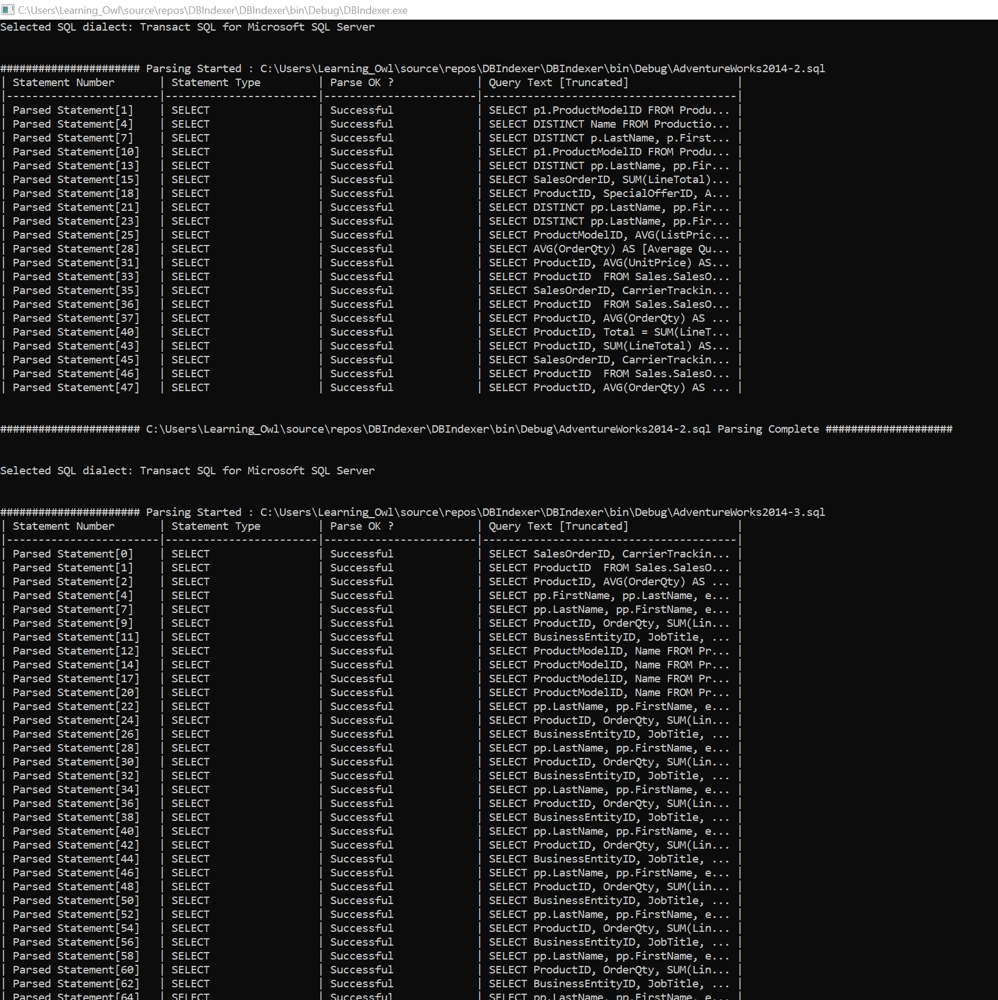 C:\Users\Learning_Owl\source\repos\DBIndexer\DBIndexer\bin\Debug\DBIndexer.exe
Selected SQL dialect: Transact SQL for Microsoft SQL Server
###################### Parsing Started : C:\Users\Learning_Owl\source\repos\DBIndexer\DBIndexer\bin\Debug\AdventureWorks2014-2.sql
| Statement Number       | Statement Type         | Parse OK ?             | Query Text [Truncated]                 |
|------------------------|------------------------|------------------------|----------------------------------------|
| Parsed Statement[1]    | SELECT                 | Successful             | SELECT p1.ProductModelID FROM Produ... |
| Parsed Statement[4]    | SELECT                 | Successful             | SELECT DISTINCT Name FROM Productio... |
| Parsed Statement[7]    | SELECT                 | Successful             | SELECT DISTINCT p.LastName, p.First... |
| Parsed Statement[10]   | SELECT                 | Successful             | SELECT p1.ProductModelID FROM Produ... |
| Parsed Statement[13]   | SELECT                 | Successful             | SELECT DISTINCT pp.LastName, pp.Fir... |
| Parsed Statement[15]   | SELECT                 | Successful             | SELECT SalesOrderID, SUM(LineTotal)... |
| Parsed Statement[18]   | SELECT                 | Successful             | SELECT ProductID, SpecialOfferID, A... |
| Parsed Statement[21]   | SELECT                 | Successful             | SELECT DISTINCT pp.LastName, pp.Fir... |
| Parsed Statement[23]   | SELECT                 | Successful             | SELECT DISTINCT pp.LastName, pp.Fir... |
| Parsed Statement[25]   | SELECT                 | Successful             | SELECT ProductModelID, AVG(ListPric... |
| Parsed Statement[28]   | SELECT                 | Successful             | SELECT AVG(OrderQty) AS [Average Qu... |
| Parsed Statement[31]   | SELECT                 | Successful             | SELECT ProductID, AVG(UnitPrice) AS... |
| Parsed Statement[33]   | SELECT                 | Successful             | SELECT ProductID  FROM Sales.SalesO... |
| Parsed Statement[35]   | SELECT                 | Successful             | SELECT SalesOrderID, CarrierTrackin... |
| Parsed Statement[36]   | SELECT                 | Successful             | SELECT ProductID  FROM Sales.SalesO... |
| Parsed Statement[37]   | SELECT                 | Successful             | SELECT ProductID, AVG(OrderQty) AS ... |
| Parsed Statement[40]   | SELECT                 | Successful             | SELECT ProductID, Total = SUM(LineT... |
| Parsed Statement[43]   | SELECT                 | Successful             | SELECT ProductID, SUM(LineTotal) AS... |
| Parsed Statement[45]   | SELECT                 | Successful             | SELECT SalesOrderID, CarrierTrackin... |
| Parsed Statement[46]   | SELECT                 | Successful             | SELECT ProductID  FROM Sales.SalesO... |
| Parsed Statement[47]   | SELECT                 | Successful             | SELECT ProductID, AVG(OrderQty) AS ... |
###################### C:\Users\Learning_Owl\source\repos\DBIndexer\DBIndexer\bin\Debug\AdventureWorks2014-2.sql Parsing Complete ####################
Selected SQL dialect: Transact SQL for Microsoft SQL Server
###################### Parsing Started : C:\Users\Learning_Owl\source\repos\DBIndexer\DBIndexer\bin\Debug\AdventureWorks2014-3.sql
| Statement Number       | Statement Type         | Parse OK ?             | Query Text [Truncated]                 |
|------------------------|------------------------|------------------------|----------------------------------------|
| Parsed Statement[0]    | SELECT                 | Successful             | SELECT SalesOrderID, CarrierTrackin... |
| Parsed Statement[1]    | SELECT                 | Successful             | SELECT ProductID  FROM Sales.SalesO... |
| Parsed Statement[2]    | SELECT                 | Successful             | SELECT ProductID, AVG(OrderQty) AS ... |
| Parsed Statement[4]    | SELECT                 | Successful             | SELECT pp.FirstName, pp.LastName, e... |
| Parsed Statement[7]    | SELECT                 | Successful             | SELECT pp.LastName, pp.FirstName, e... |
| Parsed Statement[9]    | SELECT                 | Successful             | SELECT ProductID, OrderQty, SUM(Lin... |
| Parsed Statement[11]   | SELECT                 | Successful             | SELECT BusinessEntityID, JobTitle, ... |
| Parsed Statement[12]   | SELECT                 | Successful             | SELECT ProductModelID, Name FROM Pr... |
| Parsed Statement[14]   | SELECT                 | Successful             | SELECT ProductModelID, Name FROM Pr... |
| Parsed Statement[17]   | SELECT                 | Successful             | SELECT ProductModelID, Name FROM Pr... |
| Parsed Statement[20]   | SELECT                 | Successful             | SELECT ProductModelID, Name FROM Pr... |
| Parsed Statement[22]   | SELECT                 | Successful             | SELECT pp.LastName, pp.FirstName, e... |
| Parsed Statement[24]   | SELECT                 | Successful             | SELECT ProductID, OrderQty, SUM(Lin... |
| Parsed Statement[26]   | SELECT                 | Successful             | SELECT BusinessEntityID, JobTitle, ... |
| Parsed Statement[28]   | SELECT                 | Successful             | SELECT pp.LastName, pp.FirstName, e... |
| Parsed Statement[30]   | SELECT                 | Successful             | SELECT ProductID, OrderQty, SUM(Lin... |
| Parsed Statement[32]   | SELECT                 | Successful             | SELECT BusinessEntityID, JobTitle, ... |
| Parsed Statement[34]   | SELECT                 | Successful             | SELECT pp.LastName, pp.FirstName, e... |
| Parsed Statement[36]   | SELECT                 | Successful             | SELECT ProductID, OrderQty, SUM(Lin... |
| Parsed Statement[38]   | SELECT                 | Successful             | SELECT BusinessEntityID, JobTitle, ... |
| Parsed Statement[40]   | SELECT                 | Successful             | SELECT pp.LastName, pp.FirstName, e... |
| Parsed Statement[42]   | SELECT                 | Successful             | SELECT ProductID, OrderQty, SUM(Lin... |
| Parsed Statement[44]   | SELECT                 | Successful             | SELECT BusinessEntityID, JobTitle, ... |
| Parsed Statement[46]   | SELECT                 | Successful             | SELECT pp.LastName, pp.FirstName, e... |
| Parsed Statement[48]   | SELECT                 | Successful             | SELECT ProductID, OrderQty, SUM(Lin... |
| Parsed Statement[50]   | SELECT                 | Successful             | SELECT BusinessEntityID, JobTitle, ... |
| Parsed Statement[52]   | SELECT                 | Successful             | SELECT pp.LastName, pp.FirstName, e... |
| Parsed Statement[54]   | SELECT                 | Successful             | SELECT ProductID, OrderQty, SUM(Lin... |
| Parsed Statement[56]   | SELECT                 | Successful             | SELECT BusinessEntityID, JobTitle, ... |
| Parsed Statement[58]   | SELECT                 | Successful             | SELECT pp.LastName, pp.FirstName, e... |
| Parsed Statement[60]   | SELECT                 | Successful             | SELECT ProductID, OrderQty, SUM(Lin... |
| Parsed Statement[62]   | SELECT                 | Successful             | SELECT BusinessEntityID, JobTitle, ... |
| Parsed Statement[64]   | SELECT                 | Successful             | SELECT pp.LastName, pp.FirstName, e... |